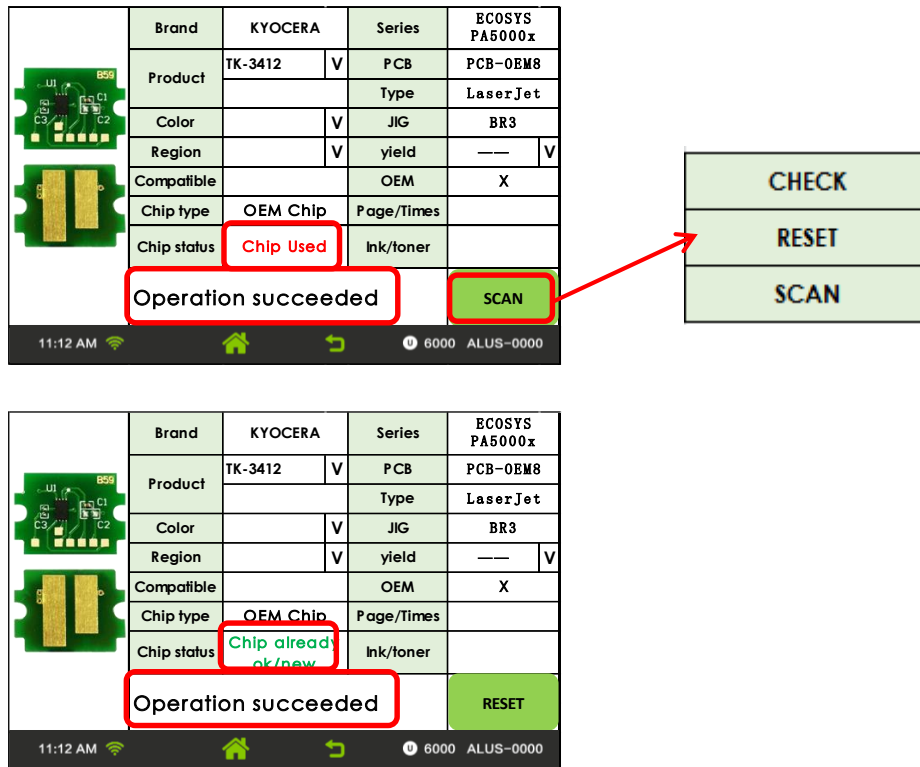 Brand KYOCERA Series ECOSYS PA5000x
Product TK-3412 V PCB PCB-OEM8
Type LaserJet
Color V JIG BR3
Region V yield —— V
Compatible OEM X
Chip type OEM Chip Page/Times
Chip status Chip Used Ink/toner
Operation succeeded SCAN
11:12 AM U 6000 ALUS-0000
B59
U1
C1
C3 C2
CHECK
RESET
SCAN
Brand KYOCERA Series ECOSYS PA5000x
Product TK-3412 V PCB PCB-OEM8
Type LaserJet
Color V JIG BR3
Region V yield —— V
Compatible OEM X
Chip type OEM Chip Page/Times
Chip status Chip already ok/new Ink/toner
Operation succeeded RESET
11:12 AM U 6000 ALUS-0000
B59
U1
C1
C3 C2